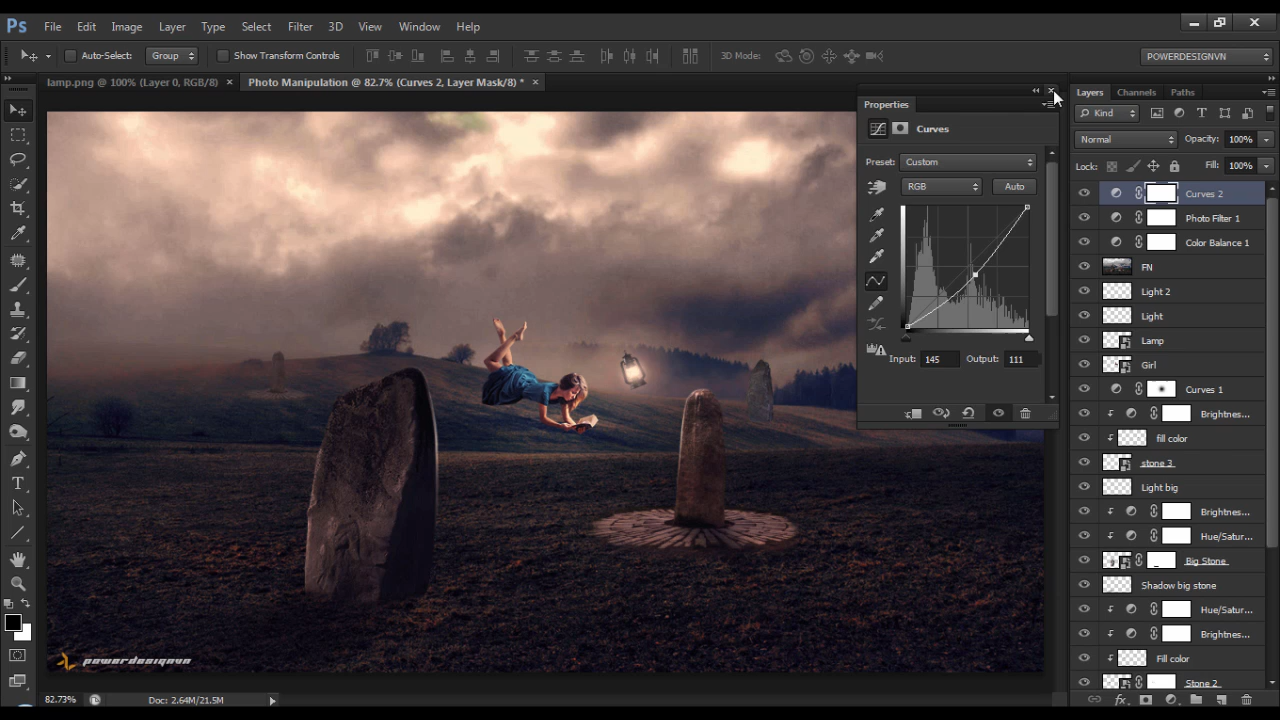 Ps File Edit Image Layer Type Select Filter 3D View Window Help
Auto-Select: Group Show Transform Controls 3D Mode: POWERDESIGNVN
lamp.png @ 100% (Layer 0, RGB/8) × Photo Manipulation @ 82.7% (Curves 2, Layer Mask/8) * ×
Properties
Curves
Preset: Custom
RGB Auto
Input: 145 Output: 111
Layers Channels Paths
Kind
Normal Opacity: 100%
Lock: Fill: 100%
Curves 2
Photo Filter 1
Color Balance 1
FN
Light 2
Light
Lamp
Girl
Curves 1
Brightnes...
fill color
stone 3
Light big
Brightnes...
Hue/Satur...
Big Stone
Shadow big stone
Hue/Satur...
Brightnes...
Fill color
Stone 2
powerdesignvn
82.73% Doc: 2.64M/21.5M